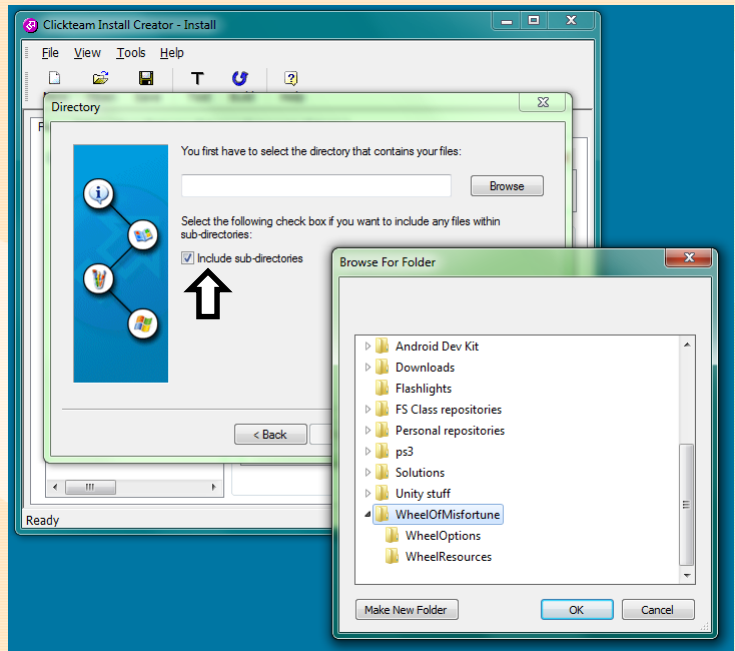 Clickteam Install Creator - Install
File View Tools Help
Directory
You first have to select the directory that contains your files:
Browse
Select the following check box if you want to include any files within
sub-directories:
Include sub-directories
< Back
Ready
Browse For Folder
Android Dev Kit
Downloads
Flashlights
FS Class repositories
Personal repositories
ps3
Solutions
Unity stuff
WheelOfMisfortune
WheelOptions
WheelResources
Make New Folder OK Cancel